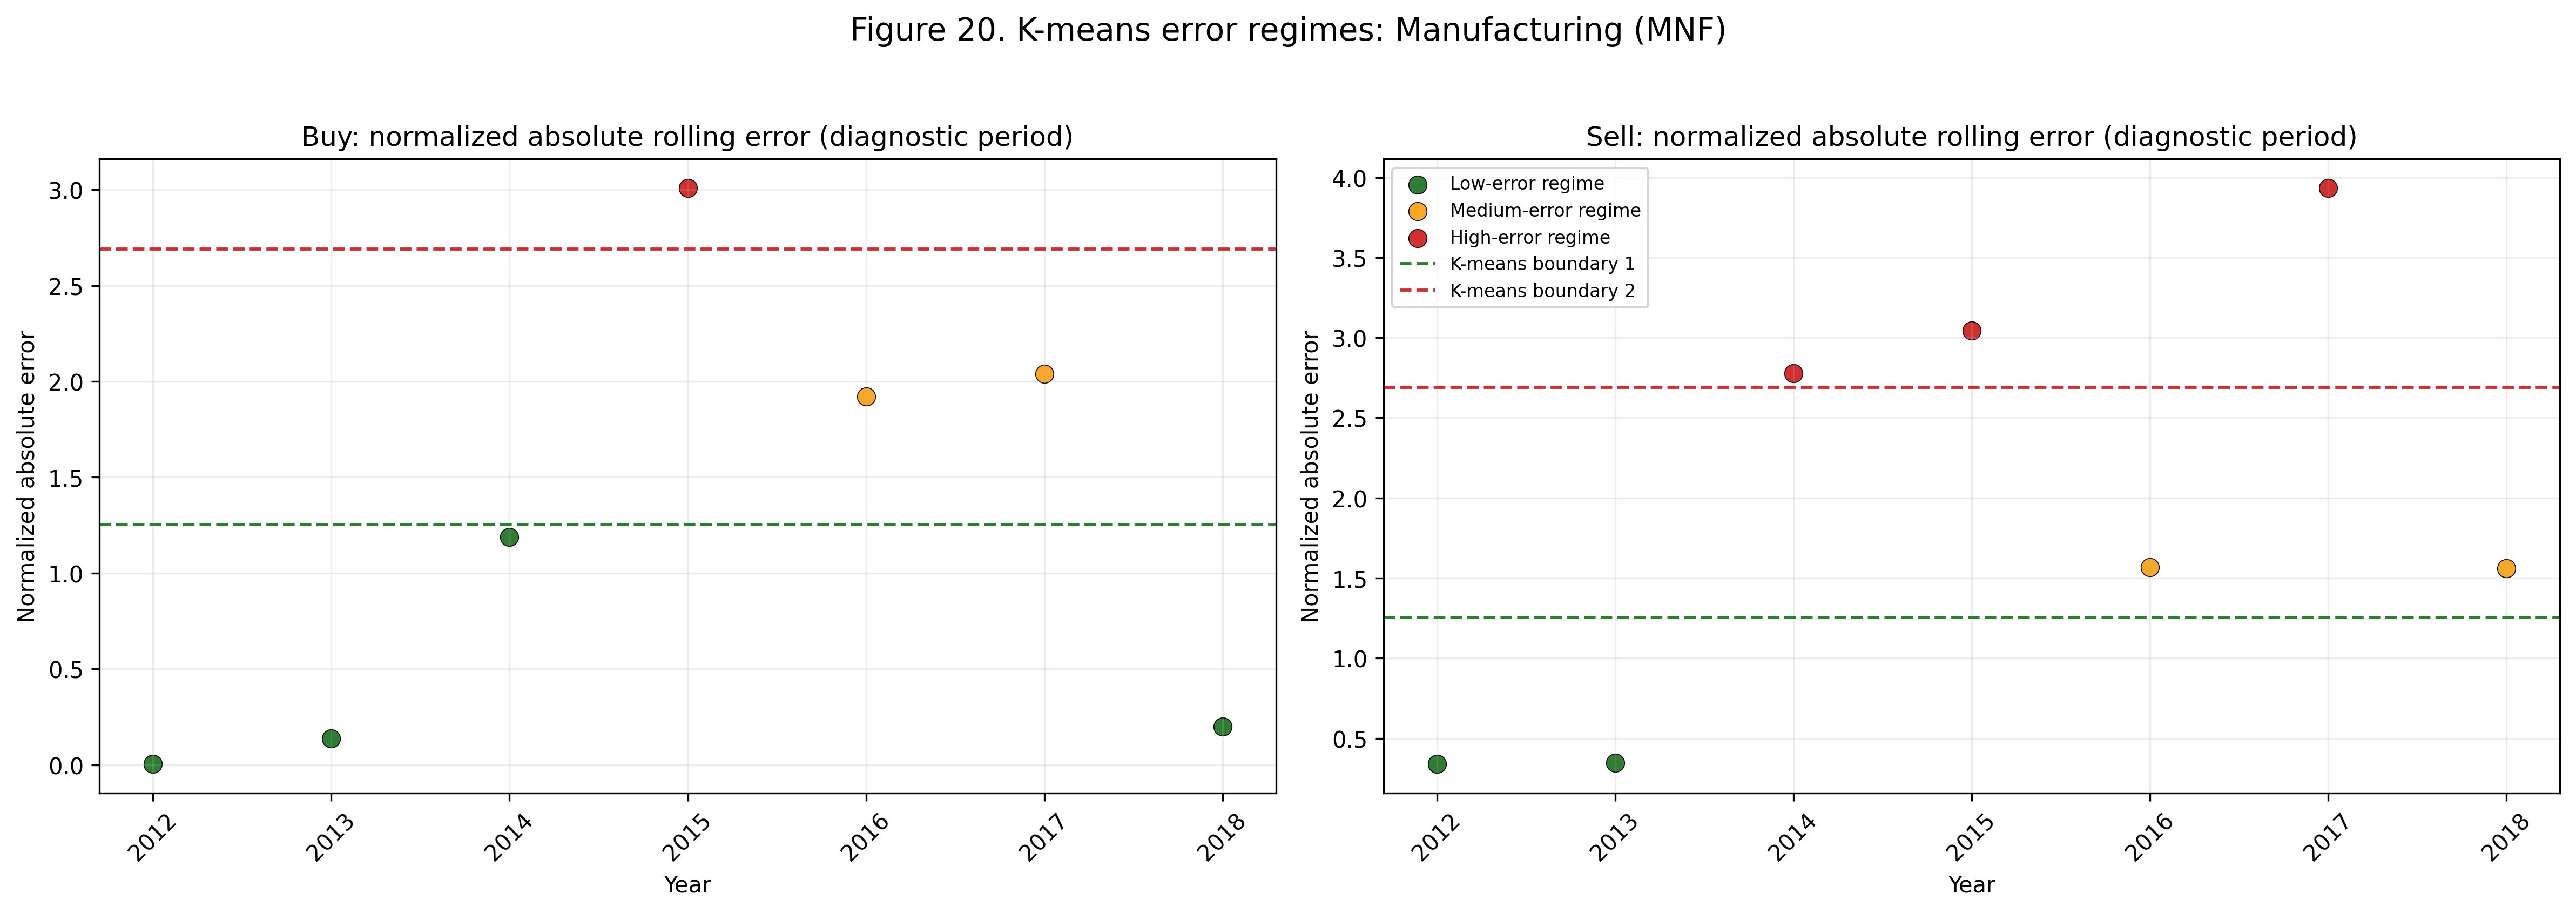 Figure 20. K-means error regimes: Manufacturing (MNF)
Buy: normalized absolute rolling error (diagnostic period)
Normalized absolute error
3.0
2.5
2.0
1.5
1.0
0.5
0.0
2012
2013
2014
2015
2016
2017
2018
Year
Sell: normalized absolute rolling error (diagnostic period)
Normalized absolute error
4.0
3.5
3.0
2.5
2.0
1.5
1.0
0.5
Low-error regime
Medium-error regime
High-error regime
K-means boundary 1
K-means boundary 2
2012
2013
2014
2015
2016
2017
2018
Year